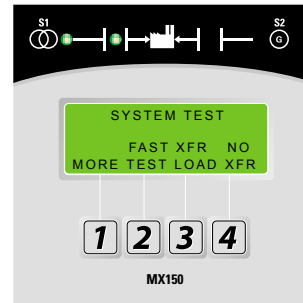 S1 S2
G
SYSTEM TEST
FAST XFR NO
MORE TEST LOAD XFR
1 2 3 4
MX150